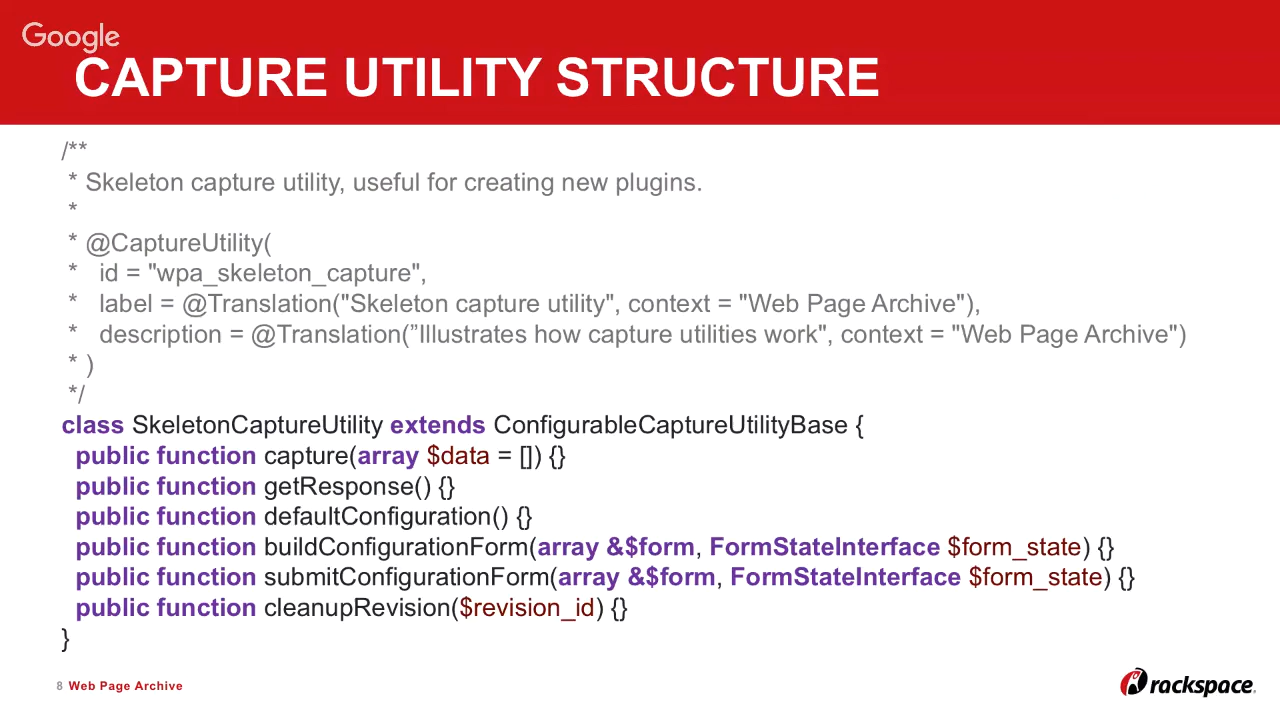 Google
CAPTURE UTILITY STRUCTURE
/**
 * Skeleton capture utility, useful for creating new plugins.
 *
 * @CaptureUtility(
 *   id = "wpa_skeleton_capture",
 *   label = @Translation("Skeleton capture utility", context = "Web Page Archive"),
 *   description = @Translation(”Illustrates how capture utilities work", context = "Web Page Archive")
 * )
 */
class SkeletonCaptureUtility extends ConfigurableCaptureUtilityBase {
  public function capture(array $data = []) {}
  public function getResponse() {}
  public function defaultConfiguration() {}
  public function buildConfigurationForm(array &$form, FormStateInterface $form_state) {}
  public function submitConfigurationForm(array &$form, FormStateInterface $form_state) {}
  public function cleanupRevision($revision_id) {}
}
8 Web Page Archive
rackspace.